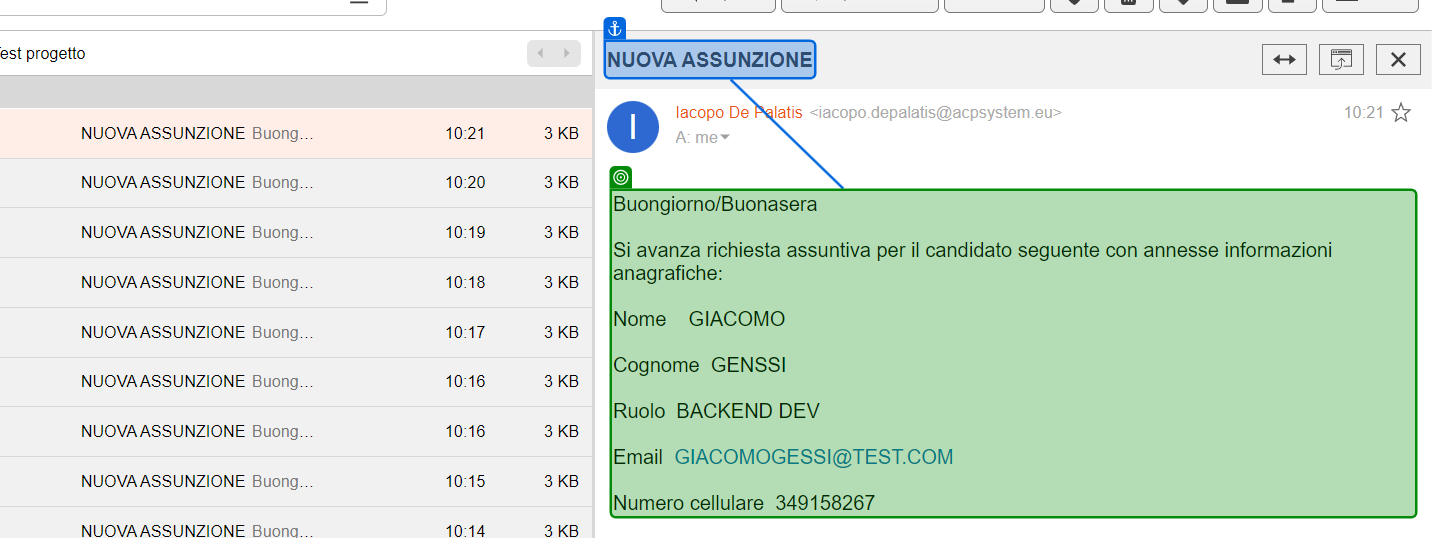 est progetto
NUOVA ASSUNZIONE Buong... 10:21 3 KB
NUOVA ASSUNZIONE Buong... 10:20 3 KB
NUOVA ASSUNZIONE Buong... 10:19 3 KB
NUOVA ASSUNZIONE Buong... 10:18 3 KB
NUOVA ASSUNZIONE Buong... 10:17 3 KB
NUOVA ASSUNZIONE Buong... 10:16 3 KB
NUOVA ASSUNZIONE Buong... 10:16 3 KB
NUOVA ASSUNZIONE Buong... 10:15 3 KB
NUOVA ASSUNZIONE Buong... 10:14 3 KB
NUOVA ASSUNZIONE
I
Iacopo De Palatis <iacopo.depalatis@acpsystem.eu> 10:21
A: me
Buongiorno/Buonasera
Si avanza richiesta assuntiva per il candidato seguente con annesse informazioni
anagrafiche:
Nome GIACOMO
Cognome GENSSI
Ruolo BACKEND DEV
Email GIACOMOGESSI@TEST.COM
Numero cellulare 349158267